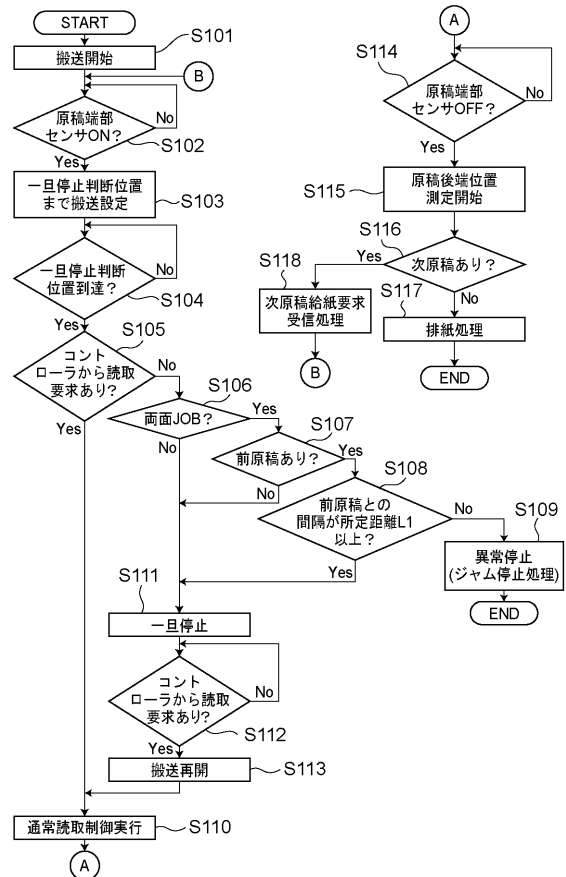 START
搬送開始
S101
B
原稿端部
センサON？
No
S102
Yes
一旦停止判断位置
まで搬送設定
S103
一旦停止判断
位置到達？
No
S104
Yes
コント
ローラから読取
要求あり？
S105
No
Yes
両面JOB？
S106
Yes
No
前原稿あり？
S107
Yes
No
前原稿との
間隔が所定距離L1
以上？
S108
No
Yes
異常停止
(ジャム停止処理)
S109
END
一旦停止
S111
コント
ローラから読取
要求あり？
No
S112
Yes
搬送再開
S113
通常読取制御実行
S110
A
A
S114
原稿端部
センサOFF？
No
Yes
原稿後端位置
測定開始
S115
S116
次原稿あり？
Yes
No
S118
次原稿給紙要求
受信処理
B
S117
排紙処理
END